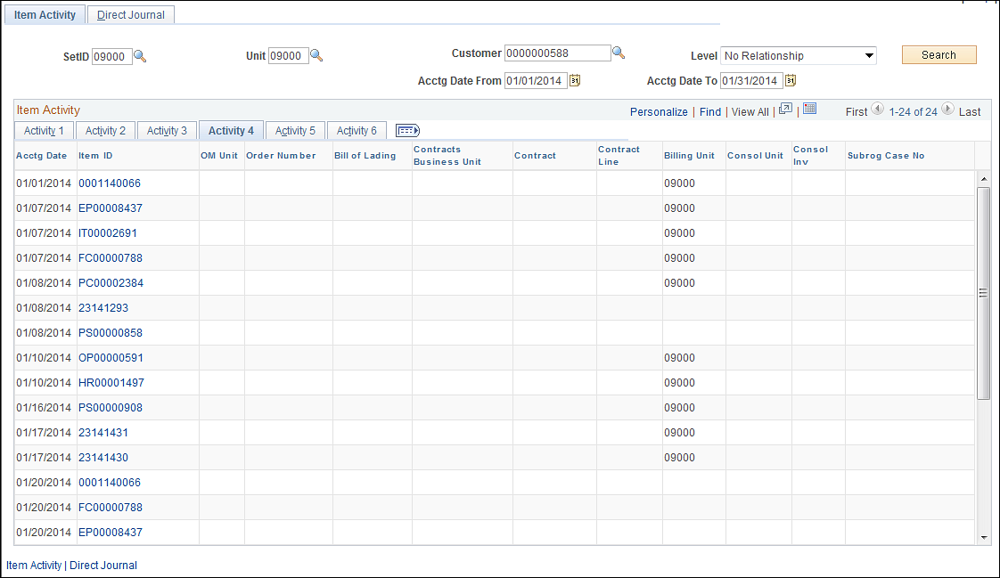 Item Activity Direct Journal
SetID 09000 Unit 09000 Customer 0000000588 Level No Relationship Search
Acctg Date From 01/01/2014 Acctg Date To 01/31/2014
Item Activity
Personalize | Find | View All | | First 1-24 of 24 Last
Activity 1 Activity 2 Activity 3 Activity 4 Activity 5 Activity 6
Acctg Date Item ID OM Unit Order Number Bill of Lading Contracts Business Unit Contract Contract Line Billing Unit Consol Unit Consol Inv Subrog Case No
01/01/2014 0001140066 09000
01/07/2014 EP00008437 09000
01/07/2014 IT00002691 09000
01/07/2014 FC00000788 09000
01/08/2014 PC00002384 09000
01/08/2014 23141293
01/08/2014 PS00000858
01/10/2014 OP00000591 09000
01/10/2014 HR00001497 09000
01/16/2014 PS00000908 09000
01/17/2014 23141431 09000
01/17/2014 23141430 09000
01/20/2014 0001140066
01/20/2014 FC00000788
01/20/2014 EP00008437
Item Activity | Direct Journal